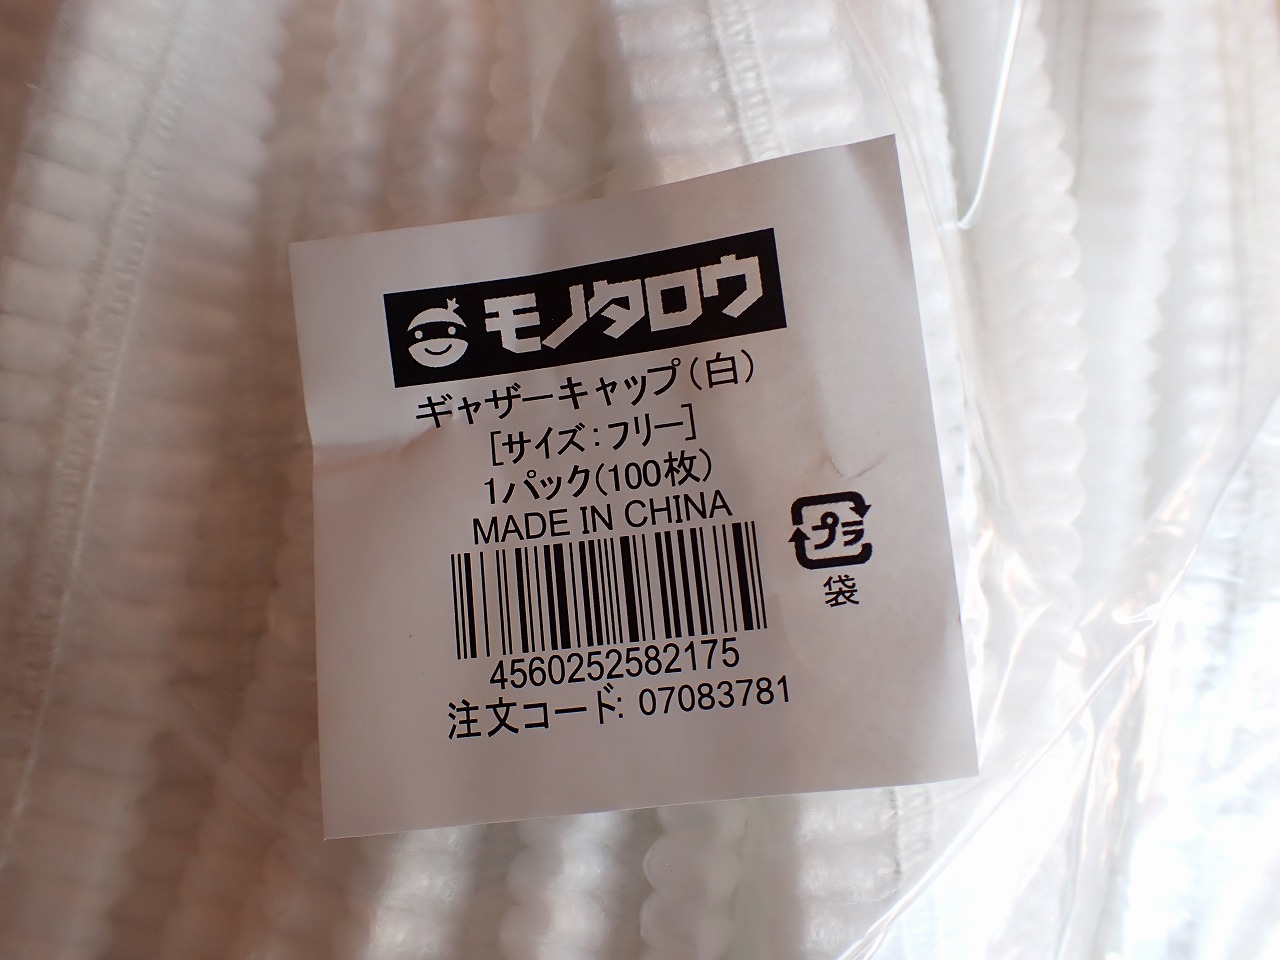 モノタロウ
ギャザーキャップ(白)
[サイズ:フリー]
1パック(100枚)
MADE IN CHINA
プラ
袋
4560252582175
注文コード: 07083781